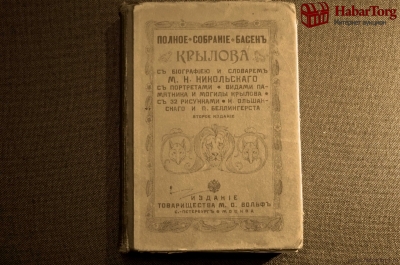 HabarTorg
Интернет аукцион
ПОЛНОЕ СОБРАНІЕ БАСЕНЪ
КРЫЛОВА
СЪ БІОГРАФІЕЮ И СЛОВАРЕМЪ
М. Н. НИКОЛЬСКАГО
СЪ ПОРТРЕТАМИ • ВИДАМИ ПА-
МЯТНИКА И МОГИЛЫ КРЫЛОВА •
СЪ 32 РИСУНКАМИ • К. ОЛЬШАН-
СКАГО И О. БЕЛЛИНГЕРСТА
ВТОРОЕ ИЗДАНІЕ
ИЗДАНІЕ
ТОВАРИЩЕСТВА М. О. ВОЛЬФЪ
С.-ПЕТЕРБУРГЪ И МОСКВА